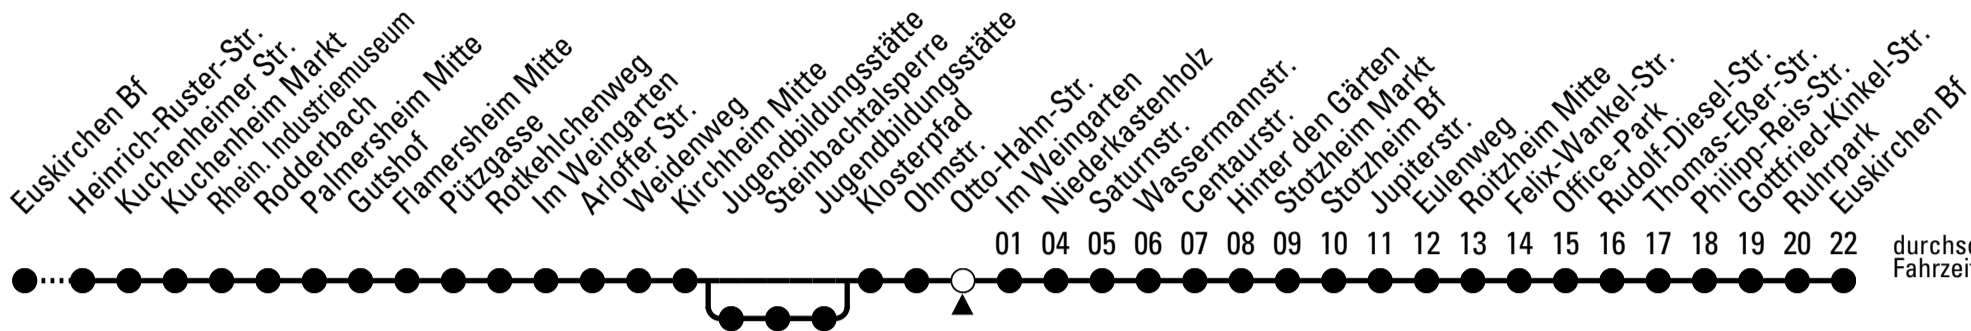 Euskirchen Bf
Heinrich-Ruster-Str.
Kuchenheimer Str.
Kuchenheim Markt
Rhein. Industriemuseum
Rodderbach
Palmersheim Mitte
Gutshof
Flamersheim Mitte
Pützgasse
Rotkehlchenweg
Im Weingarten
Arloffer Str.
Weidenweg
Kirchheim Mitte
Jugendbildungsstätte
Steinbachtalsperre
Jugendbildungsstätte
Klosterpfad
Ohmstr.
Otto-Hahn-Str.
Im Weingarten
Niederkastenholz
Saturnstr.
Wassermannstr.
Centaurstr.
Hinter den Gärten
Stotzheim Markt
Stotzheim Bf
Jupiterstr.
Eulenweg
Roitzheim Mitte
Felix-Wankel-Str.
Office-Park
Rudolf-Diesel-Str.
Thomas-Eßer-Str.
Philipp-Reis-Str.
Gottfried-Kinkel-Str.
Ruhrpark
Euskirchen Bf
01 04 05 06 07 08 09 10 11 12 13 14 15 16 17 18 19 20 22